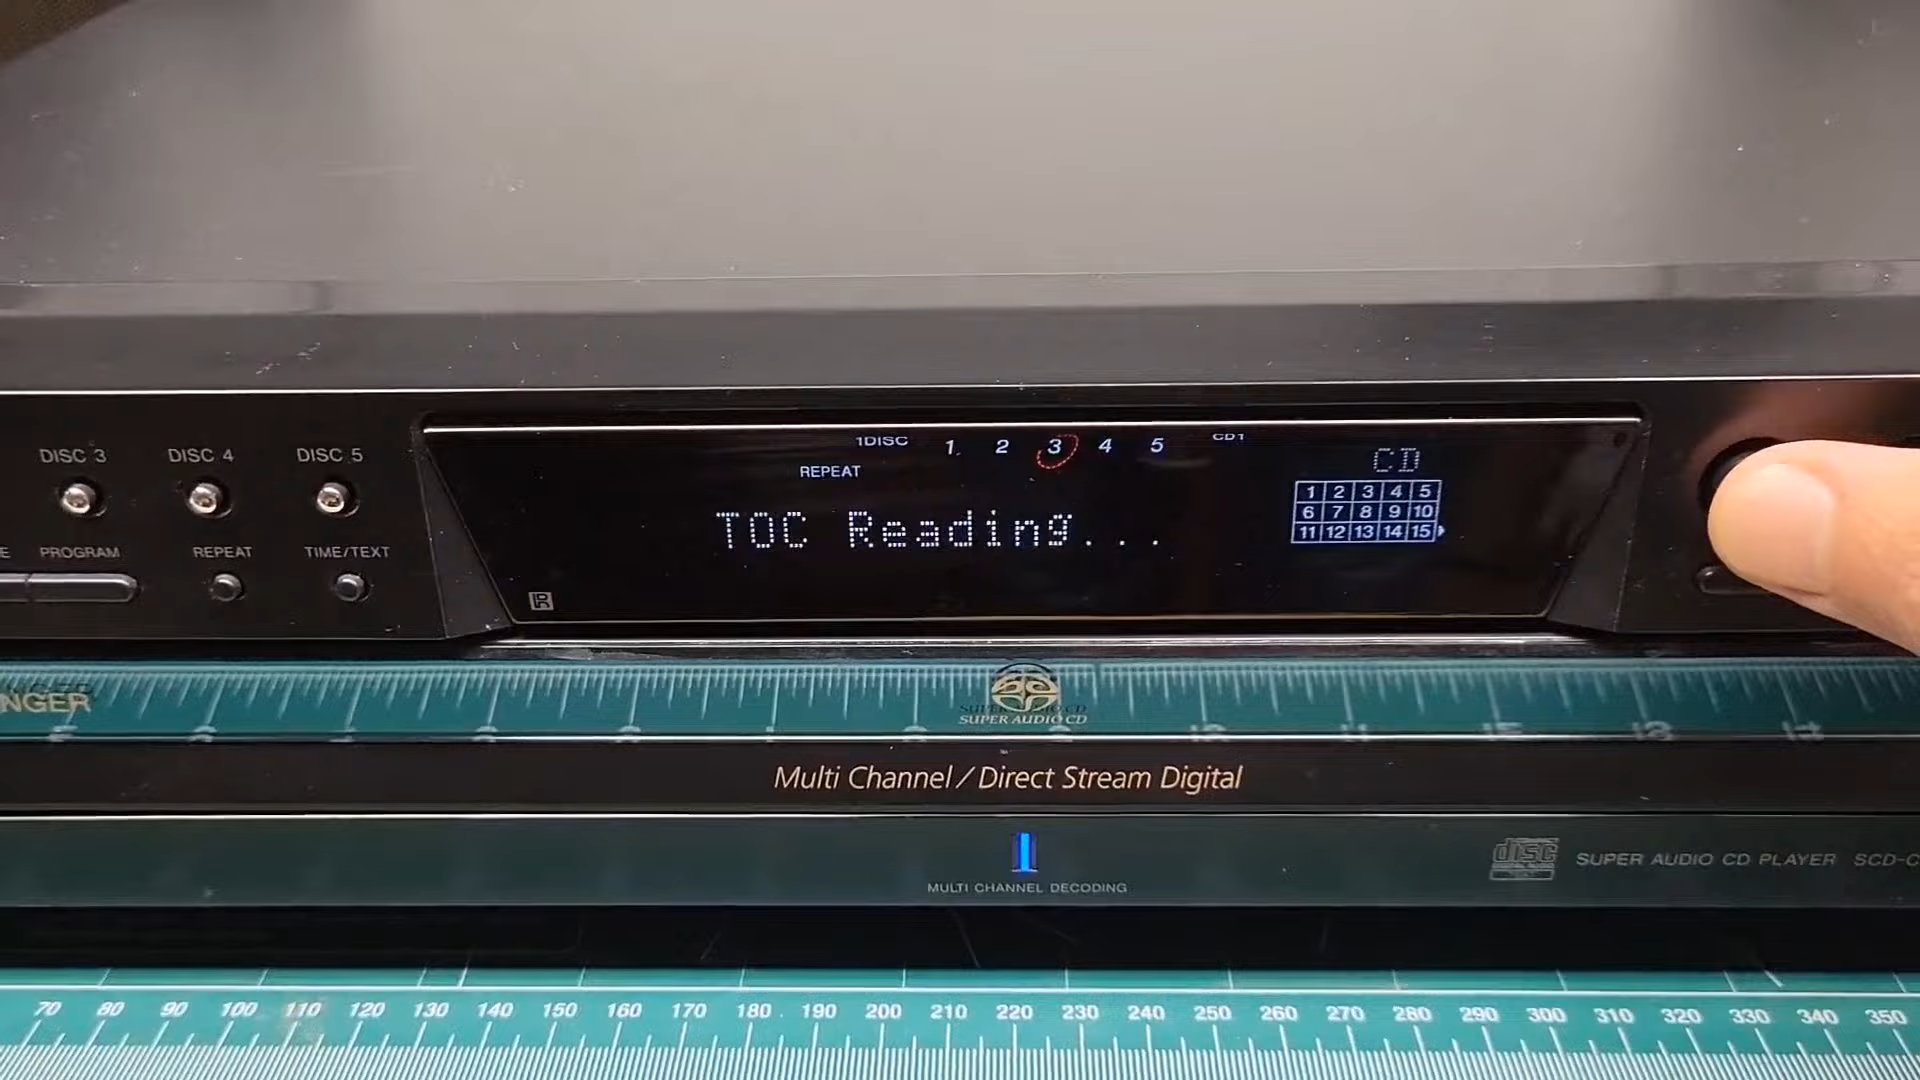 DISC 3 DISC 4 DISC 5
PROGRAM REPEAT TIME/TEXT
1DISC 1 2 3 4 5 CD1
REPEAT
CD
TOC Reading...
1 2 3 4 5
6 7 8 9 10
11 12 13 14 15
IR
NGER
SUPER AUDIO CD
Multi Channel / Direct Stream Digital
MULTI CHANNEL DECODING
disc
SUPER AUDIO CD PLAYER SCD-C
70 80 90 100 110 120 130 140 150 160 170 180 190 200 210 220 230 240 250 260 270 280 290 300 310 320 330 340 350